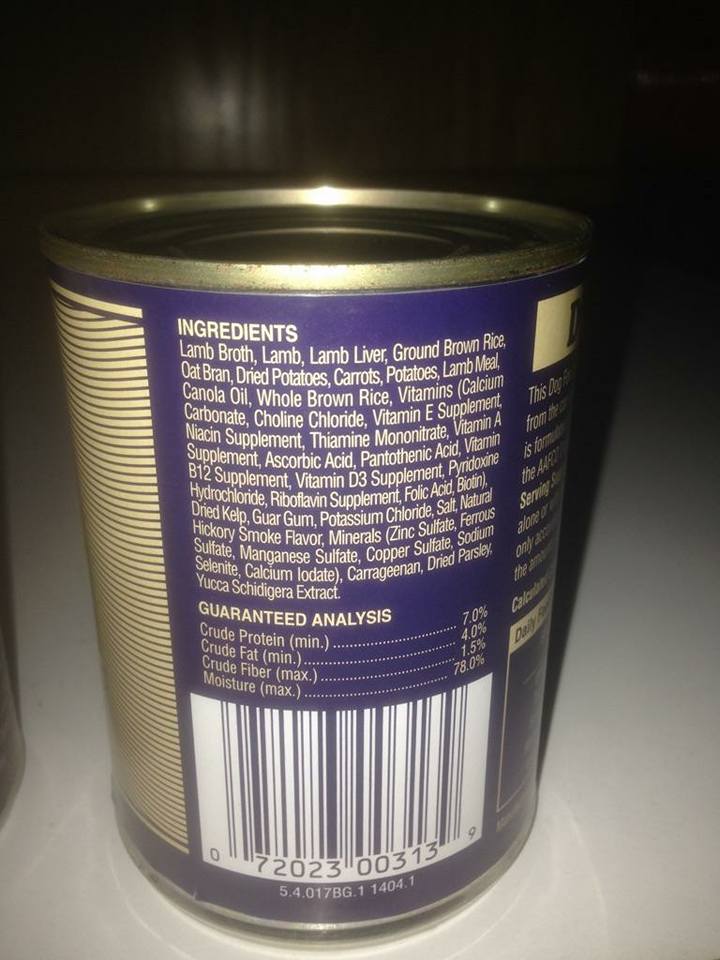 INGREDIENTS
Lamb Broth, Lamb, Lamb Liver, Ground Brown Rice,
Oat Bran, Dried Potatoes, Carrots, Potatoes, Lamb Meal,
Canola Oil, Whole Brown Rice, Vitamins (Calcium
Carbonate, Choline Chloride, Vitamin E Supplement,
Niacin Supplement, Thiamine Mononitrate, Vitamin A
Supplement, Ascorbic Acid, Pantothenic Acid, Vitamin
B12 Supplement, Vitamin D3 Supplement, Pyridoxine
Hydrochloride, Riboflavin Supplement, Folic Acid, Biotin),
Dried Kelp, Guar Gum, Potassium Chloride, Salt, Natural
Hickory Smoke Flavor, Minerals (Zinc Sulfate, Ferrous
Sulfate, Manganese Sulfate, Copper Sulfate, Sodium
Selenite, Calcium Iodate), Carrageenan, Dried Parsley,
Yucca Schidigera Extract.
GUARANTEED ANALYSIS
Crude Protein (min.) 7.0%
Crude Fat (min.) 4.0%
Crude Fiber (max.) 1.5%
Moisture (max.) 78.0%
0 72023 00313 9
5.4.017BG.1 1404.1
This Dog
from the
is
the AAFCO
Serving
alone or
only
the
Daily